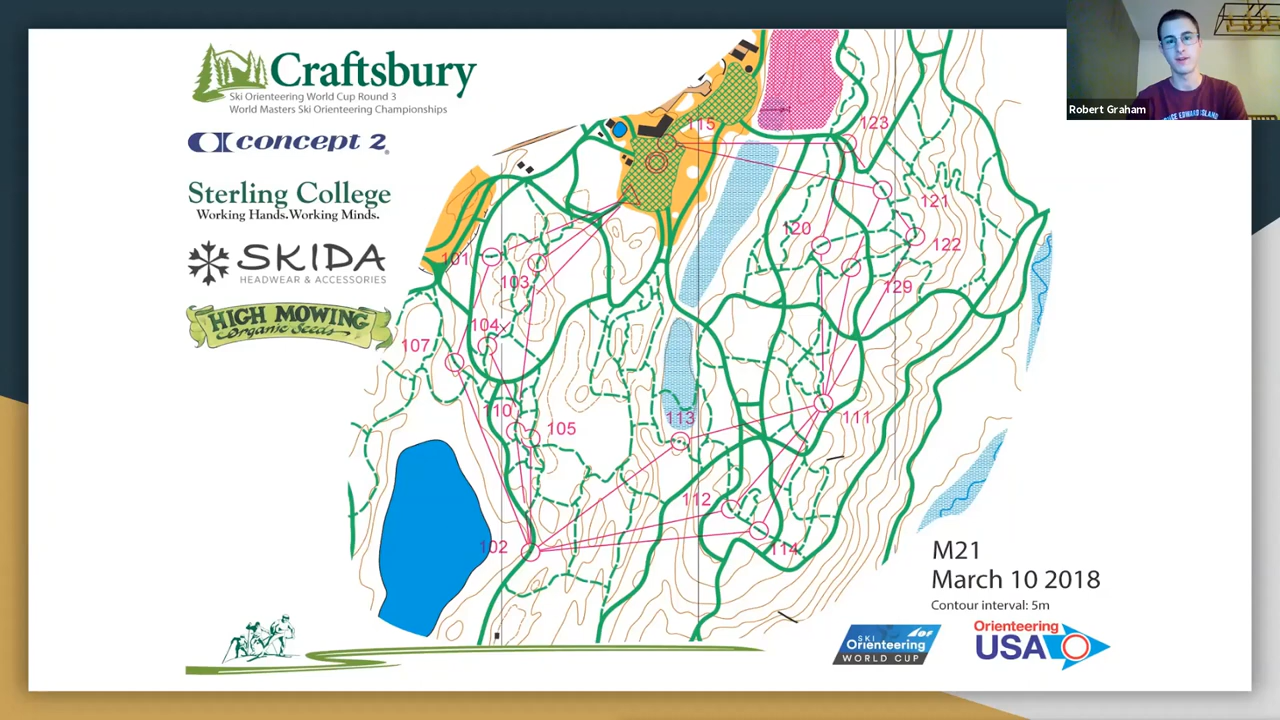 Craftsbury
Ski Orienteering World Cup Round 3
World Masters Ski Orienteering Championships
concept 2
Sterling College
Working Hands. Working Minds.
SKIDA
HEADWEAR & ACCESSORIES
HIGH MOWING
Organic Seeds
Robert Graham
115
123
121
120
122
101
103
129
104
107
110
105
113
111
112
102
114
M21
March 10 2018
Contour interval: 5m
SKI
Orienteering
WORLD CUP
IOF
Orienteering
USA